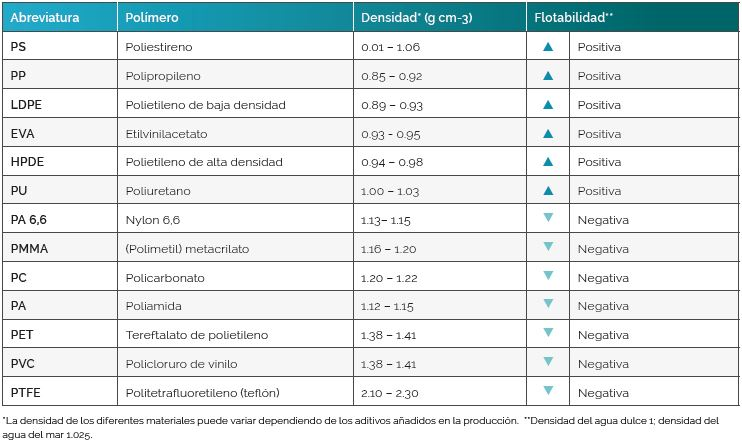 Abreviatura Polímero Densidad* (g cm-3) Flotabilidad**
PS Poliestireno 0.01 – 1.06 Positiva
PP Polipropileno 0.85 – 0.92 Positiva
LDPE Polietileno de baja densidad 0.89 – 0.93 Positiva
EVA Etilvinilacetato 0.93 - 0.95 Positiva
HPDE Polietileno de alta densidad 0.94 – 0.98 Positiva
PU Poliuretano 1.00 – 1.03 Positiva
PA 6,6 Nylon 6,6 1.13– 1.15 Negativa
PMMA (Polimetil) metacrilato 1.16 – 1.20 Negativa
PC Policarbonato 1.20 – 1.22 Negativa
PA Poliamida 1.12 – 1.15 Negativa
PET Tereftalato de polietileno 1.38 – 1.41 Negativa
PVC Policloruro de vinilo 1.38 – 1.41 Negativa
PTFE Politetrafluoretileno (teflón) 2.10 – 2.30 Negativa
*La densidad de los diferentes materiales puede variar dependiendo de los aditivos añadidos en la producción. **Densidad del agua dulce 1; densidad del
agua del mar 1.025.